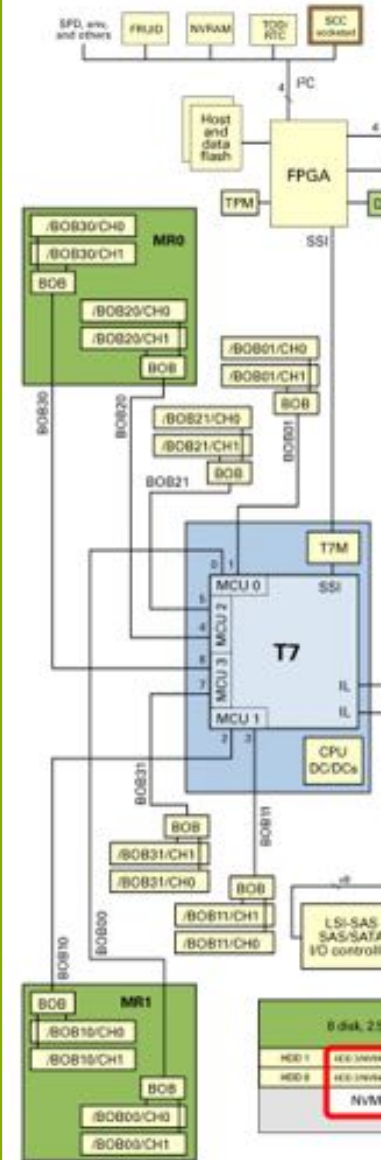 SPD, env,
and others
FRUID
NVRAM
TOD/
RTC
SCC
socketed
4
I²C
Host
and
data
flash
FPGA
4
TPM
SSI
MR0
/BOB30/CH0
/BOB30/CH1
BOB
/BOB20/CH0
/BOB20/CH1
BOB
BOB30
BOB20
/BOB01/CH0
/BOB01/CH1
BOB
BOB01
/BOB21/CH0
/BOB21/CH1
BOB
BOB21
T7M
SSI
0
1
MCU 0
5
4
MCU 2
T7
6
7
MCU 3
IL
IL
MCU 1
2
3
CPU
DC/DCs
BOB31
BOB
/BOB31/CH1
/BOB31/CH0
BOB11
BOB
/BOB11/CH1
/BOB11/CH0
BOB10
BOB00
x8
LSI-SAS
SAS/SATA
I/O controll
MR1
BOB
/BOB10/CH0
/BOB10/CH1
BOB
/BOB00/CH0
/BOB00/CH1
8 disk, 2.5
HDD 1
HDD 0
NVM